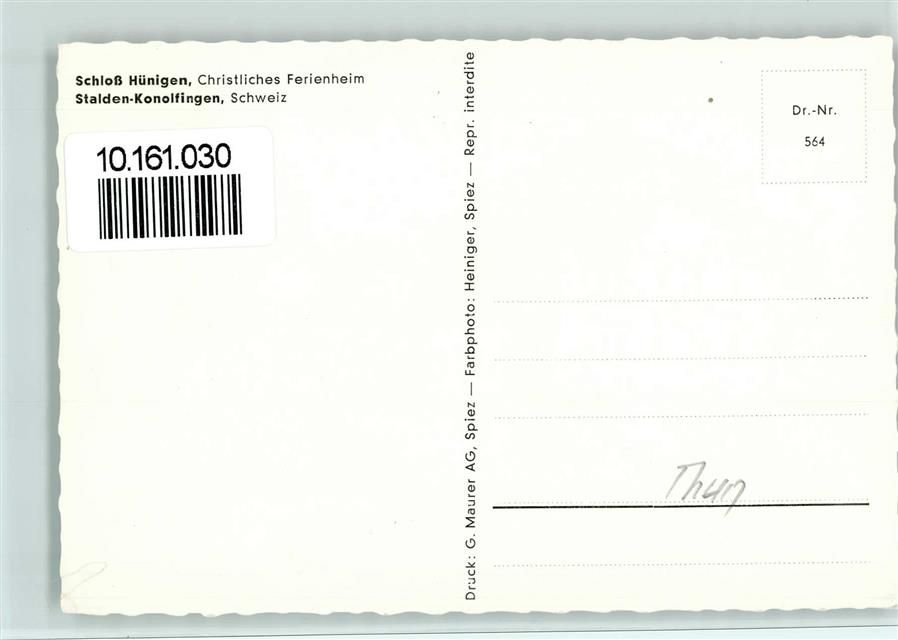 Schloß Hünigen, Christliches Ferienheim
Stalden-Konolfingen, Schweiz
10.161.030
Druck: G. Maurer AG, Spiez — Farbphoto: Heiniger, Spiez — Repr. interdite
Dr.-Nr.
564
Thun